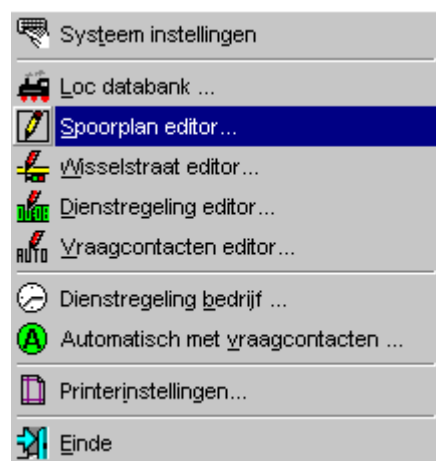 Systeem instellingen
Loc databank ...
Spoorplan editor...
Wisselstraat editor...
Dienstregeling editor...
AUTO Vraagcontacten editor...
Dienstregeling bedrijf ...
A Automatisch met vraagcontacten ...
Printerinstellingen...
Einde